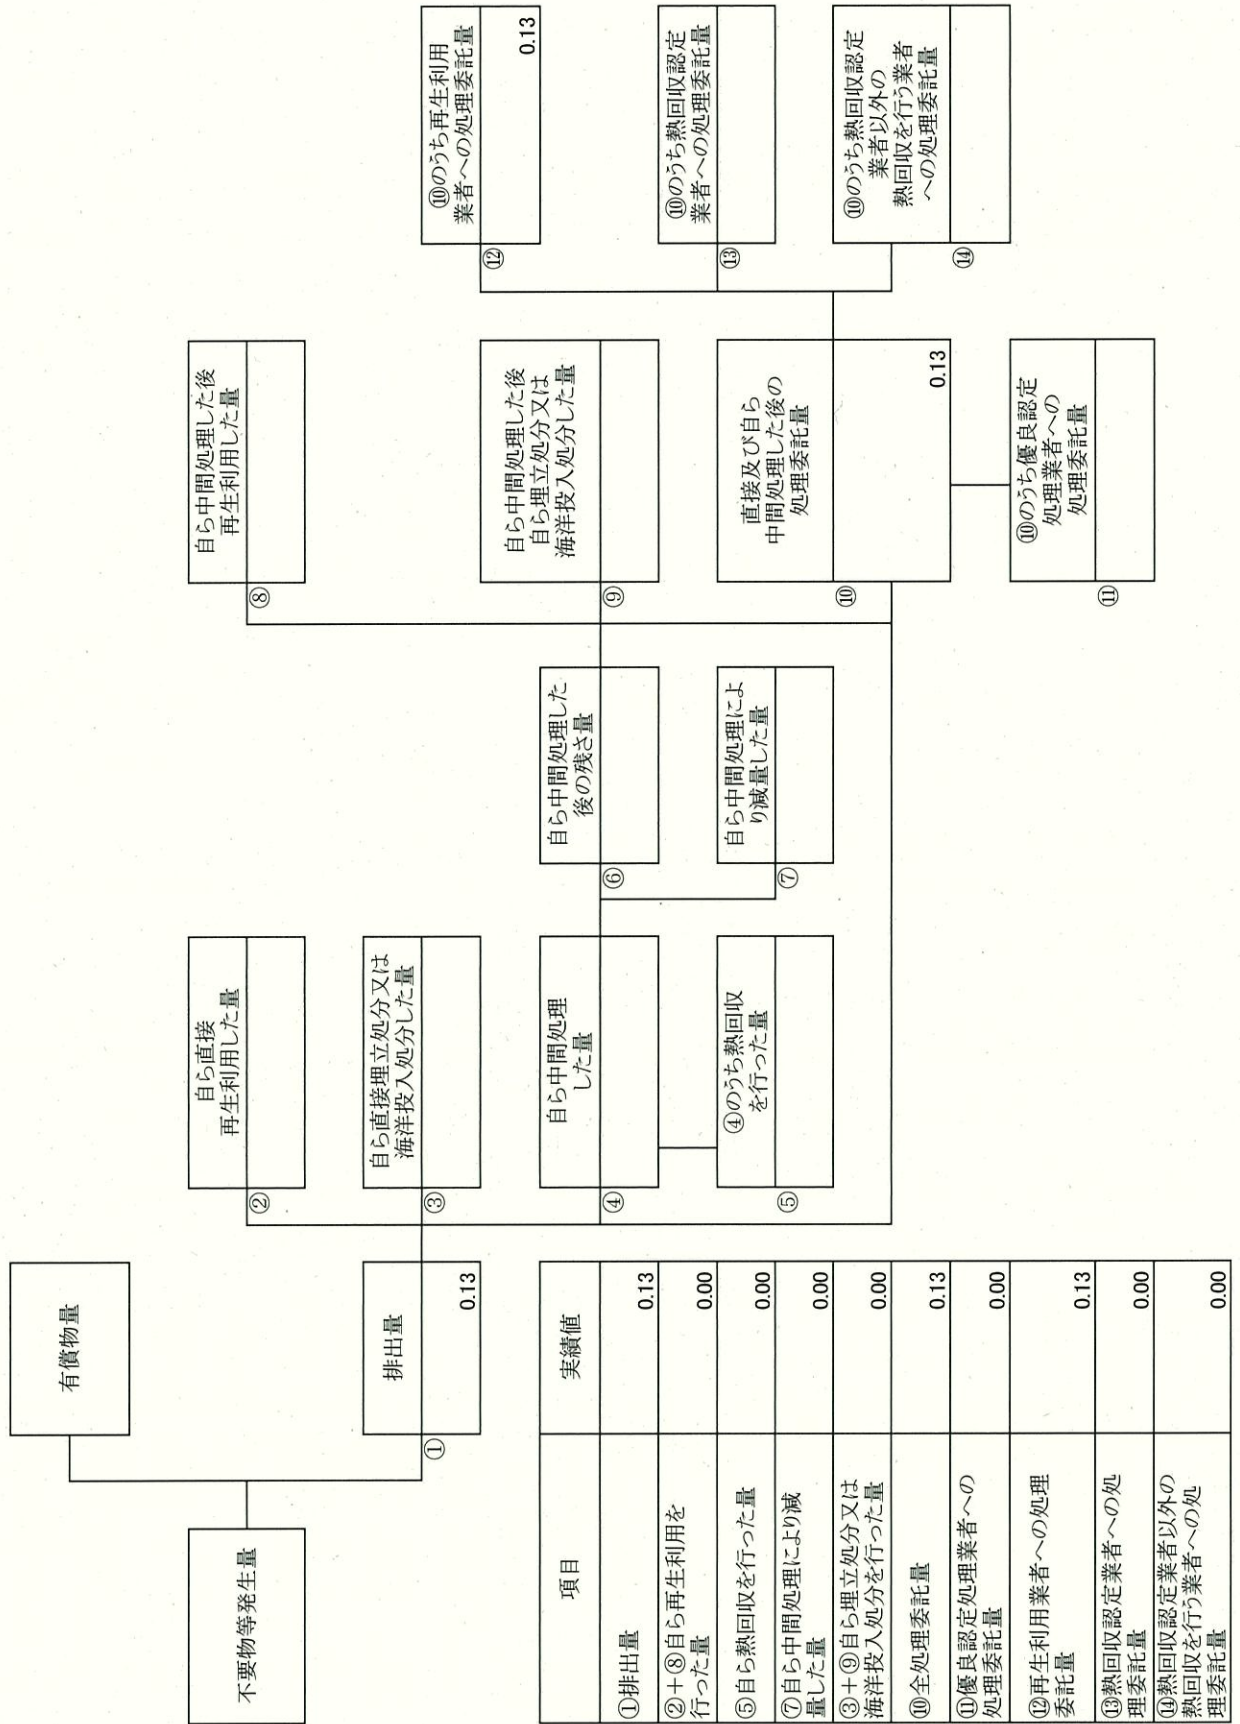 不要物等発生量
有償物量
排出量
①
0.13
自ら直接
再生利用した量
②
自ら直接埋立処分又は
海洋投入処分した量
③
自ら中間処理
した量
④
④のうち熱回収
を行った量
⑤
自ら中間処理した
後の残さ量
⑥
自ら中間処理によ
り減量した量
⑦
自ら中間処理した後
再生利用した量
⑧
自ら中間処理した後
自ら埋立処分又は
海洋投入処分した量
⑨
直接及び自ら
中間処理した後の
処理委託量
⑩
0.13
⑩のうち優良認定
処理業者への
処理委託量
⑪
⑩のうち再生利用
業者への処理委託量
⑫
0.13
⑩のうち熱回収認定
業者への処理委託量
⑬
⑩のうち熱回収認定
業者以外の
熱回収を行う業者
への処理委託量
⑭
項目 実績値
①排出量 0.13
②+⑧自ら再生利用を
行った量 0.00
⑤自ら熱回収を行った量 0.00
⑦自ら中間処理により減
量した量 0.00
③+⑨自ら埋立処分又は
海洋投入処分を行った量 0.00
⑩全処理委託量 0.13
⑪優良認定処理業者への
処理委託量 0.00
⑫再生利用業者への処理
委託量 0.13
⑬熱回収認定業者への処
理委託量 0.00
⑭熱回収認定業者以外の
熱回収を行う業者への処
理委託量 0.00